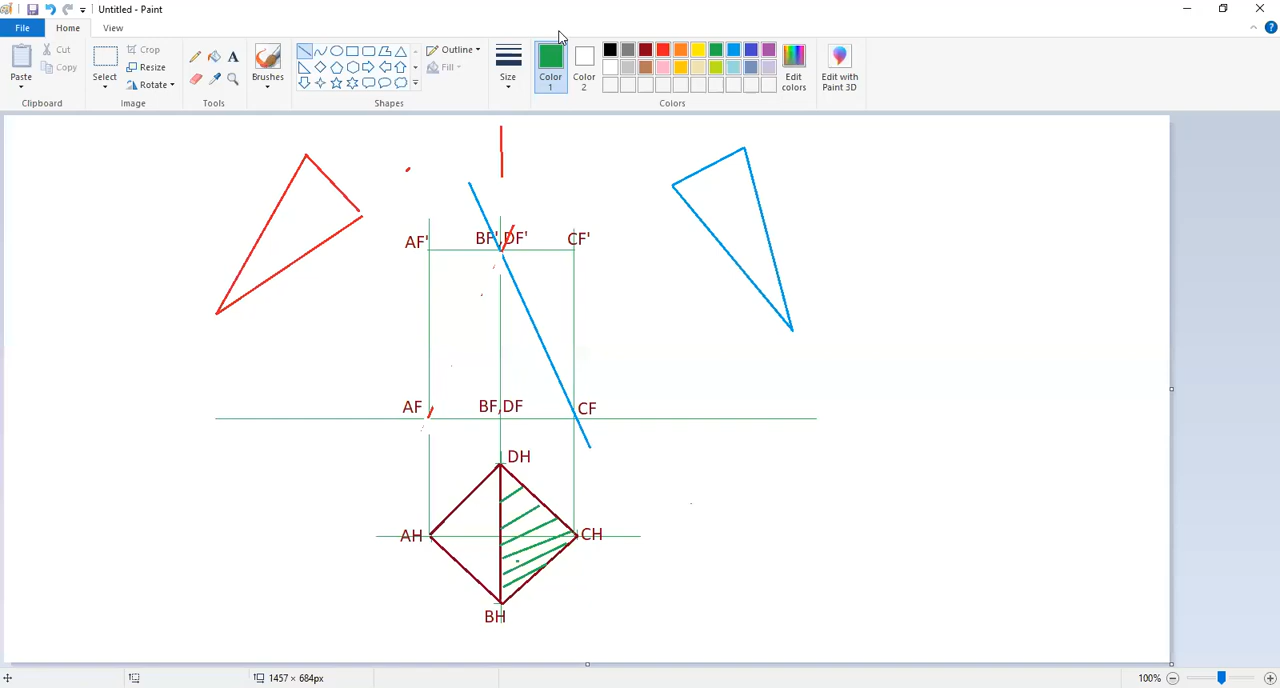 Untitled - Paint
File Home View
Paste
Cut
Copy
Clipboard
Select
Crop
Resize
Rotate
Image
A
Tools
Brushes
Outline
Fill
Shapes
Size
Color 1
Color 2
Edit colors
Colors
Edit with Paint 3D
AF' BF',DF' CF'
AF BF,DF CF
DH
AH CH
BH
1457 × 684px 100%